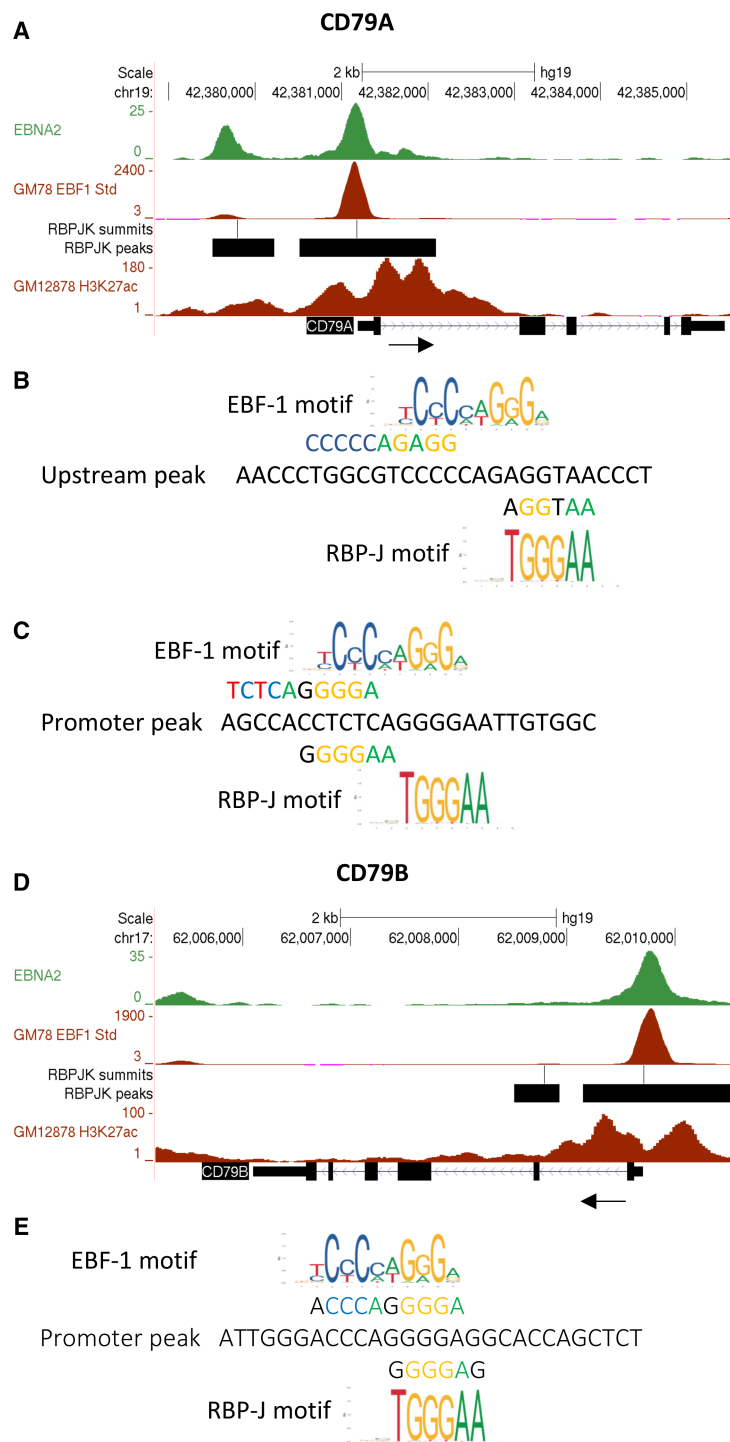 CD79A
A
Scale 2 kb hg19
chr19: 42,380,000 42,381,000 42,382,000 42,383,000 42,384,000 42,385,000
25
EBNA2
0
2400
GM78 EBF1 Std
3
RBPJK summits
RBPJK peaks
180
GM12878 H3K27ac
1
CD79A
B
EBF-1 motif
CCCCCAGAGG
Upstream peak AACCCTGGCGTCCCCCAGAGGTAACCCT
AGGTAA
RBP-J motif TGGGAA
C
EBF-1 motif
TCTCAGGGGA
Promoter peak AGCCACCTCTCAGGGGAATTGTGGC
GGGGAA
RBP-J motif TGGGAA
CD79B
D
Scale 2 kb hg19
chr17: 62,006,000 62,007,000 62,008,000 62,009,000 62,010,000
35
EBNA2
0
1900
GM78 EBF1 Std
3
RBPJK summits
RBPJK peaks
100
GM12878 H3K27ac
1
CD79B
E
EBF-1 motif
ACCCAGGGGA
Promoter peak ATTGGGACCCAGGGGAGGCACCAGCTCT
GGGGAG
RBP-J motif TGGGAA